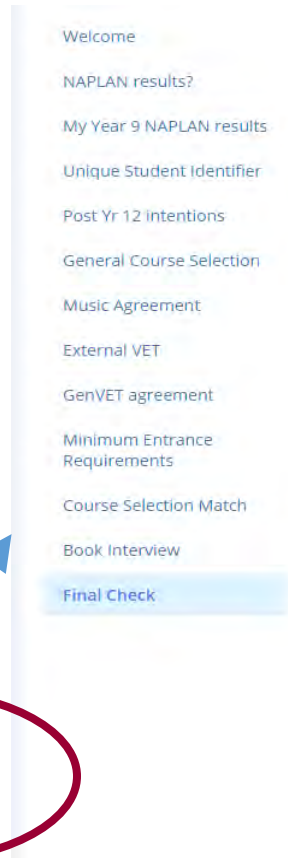 Welcome
NAPLAN results?
My Year 9 NAPLAN results
Unique Student Identifier
Post Yr 12 intentions
General Course Selection
Music Agreement
External VET
GenVET agreement
Minimum Entrance
Requirements
Course Selection Match
Book Interview
Final Check